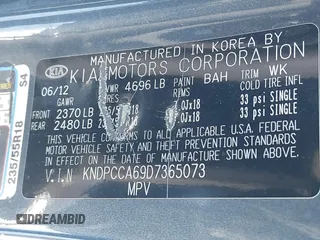 MANUFACTURED IN KOREA BY
KIA KIA MOTORS CORPORATION
06/12 GVWR 4696 LB PAINT BAH TRIM WK
GAWR RIMS COLD TIRE INFL
FRONT 2370 LB .0Jx18 33 psi SINGLE
REAR 2480 LB .0Jx18 33 psi SINGLE
THIS VEHICLE CONFORMS TO ALL APPLICABLE U.S.A FEDERAL
MOTOR VEHICLE SAFETY AND THEFT PREVENTION
STANDARDS IN EFFECT ON THE DATE OF
MANUFACTURE SHOWN ABOVE
V.I.N KNDPCCA69D7365073
MPV
235/55R18 S4
DREAMBID